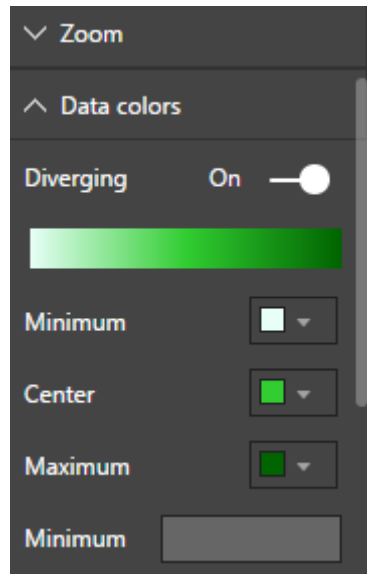 Zoom
Data colors
Diverging On
Minimum
Center
Maximum
Minimum